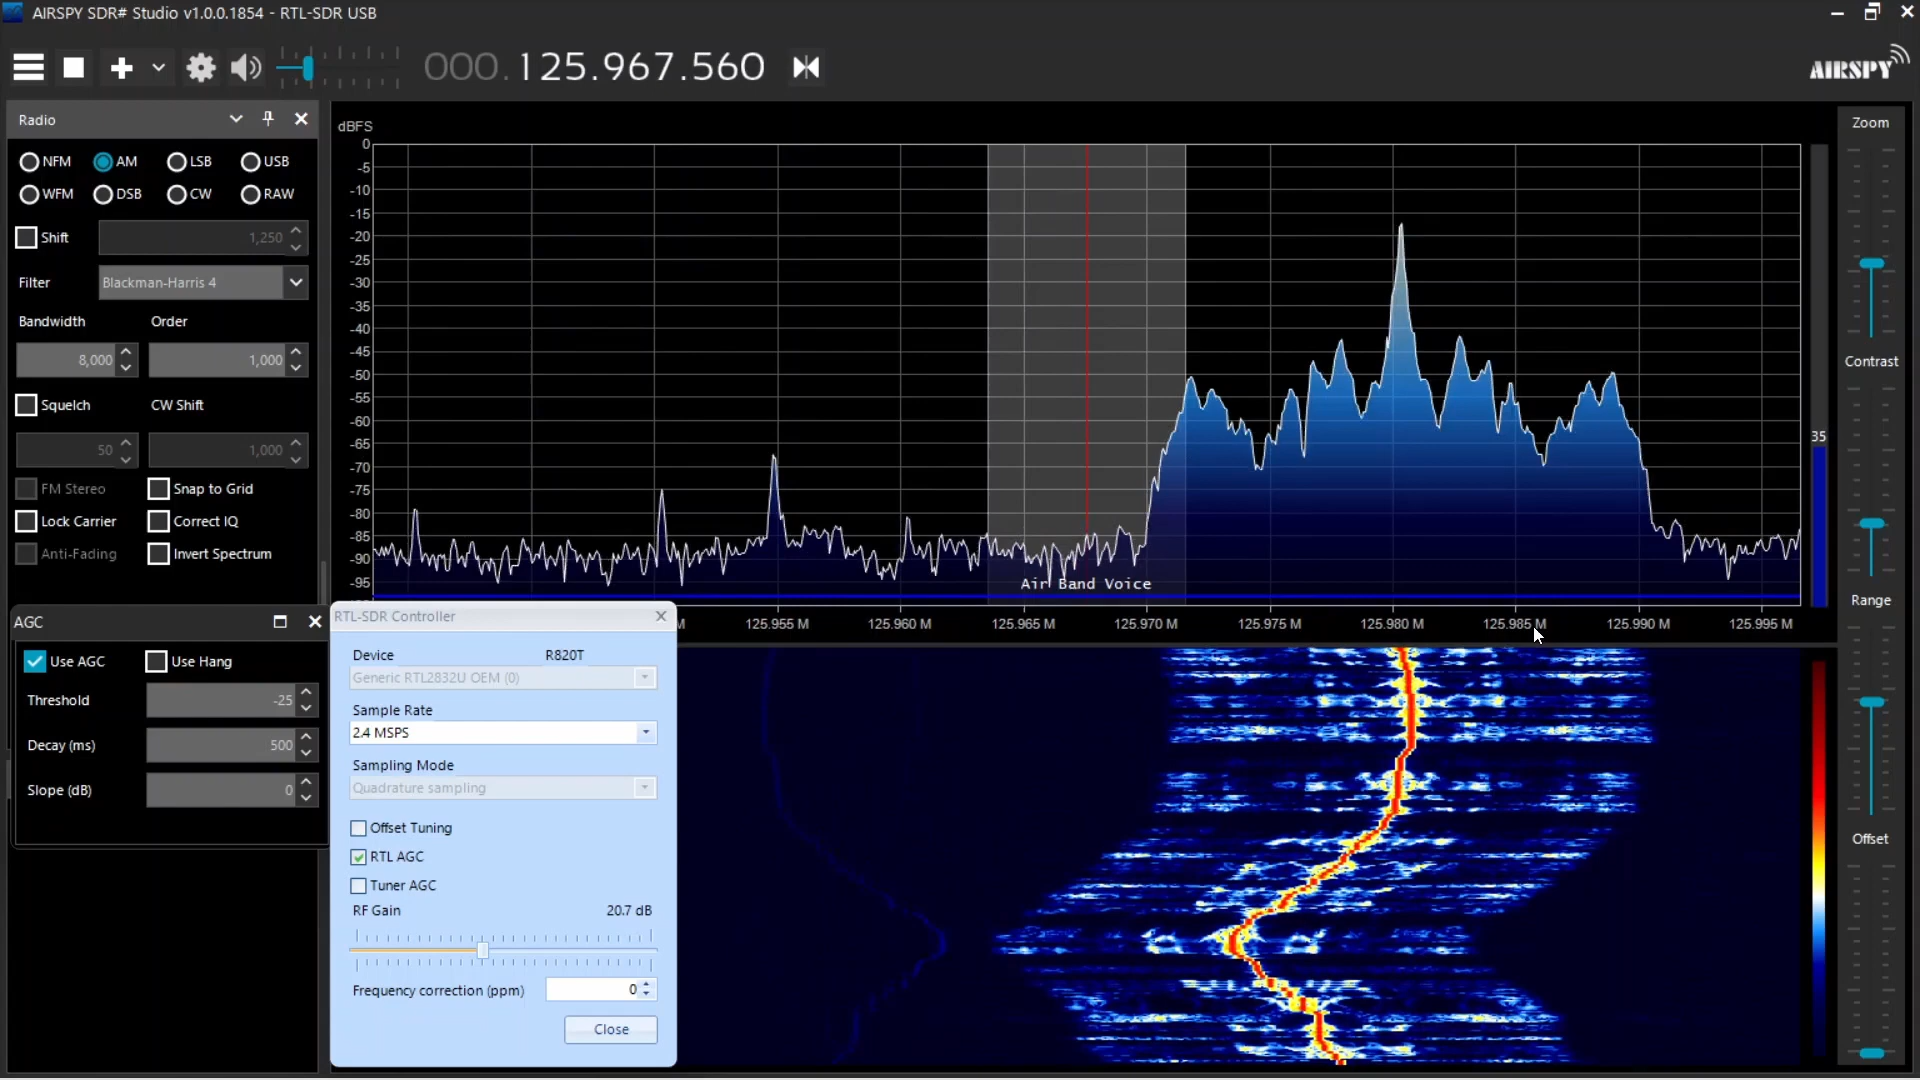 AIRSPY SDR# Studio v1.0.0.1854 - RTL-SDR USB
000.125.967.560
AIRSPY
Radio
NFM AM LSB USB
WFM DSB CW RAW
Shift 1,250
Filter Blackman-Harris 4
Bandwidth Order
8,000 1,000
Squelch CW Shift
50 1,000
FM Stereo Snap to Grid
Lock Carrier Correct IQ
Anti-Fading Invert Spectrum
AGC
Use AGC Use Hang
Threshold -25
Decay (ms) 500
Slope (dB) 0
dBFS
0
-5
-10
-15
-20
-25
-30
-35
-40
-45
-50
-55
-60
-65
-70
-75
-80
-85
-90
-95
Air Band Voice
M 125.955 M 125.960 M 125.965 M 125.970 M 125.975 M 125.980 M 125.985 M 125.990 M 125.995 M
35
Zoom
Contrast
Range
Offset
RTL-SDR Controller
Device R820T
Generic RTL2832U OEM (0)
Sample Rate
2.4 MSPS
Sampling Mode
Quadrature sampling
Offset Tuning
RTL AGC
Tuner AGC
RF Gain 20.7 dB
Frequency correction (ppm) 0
Close